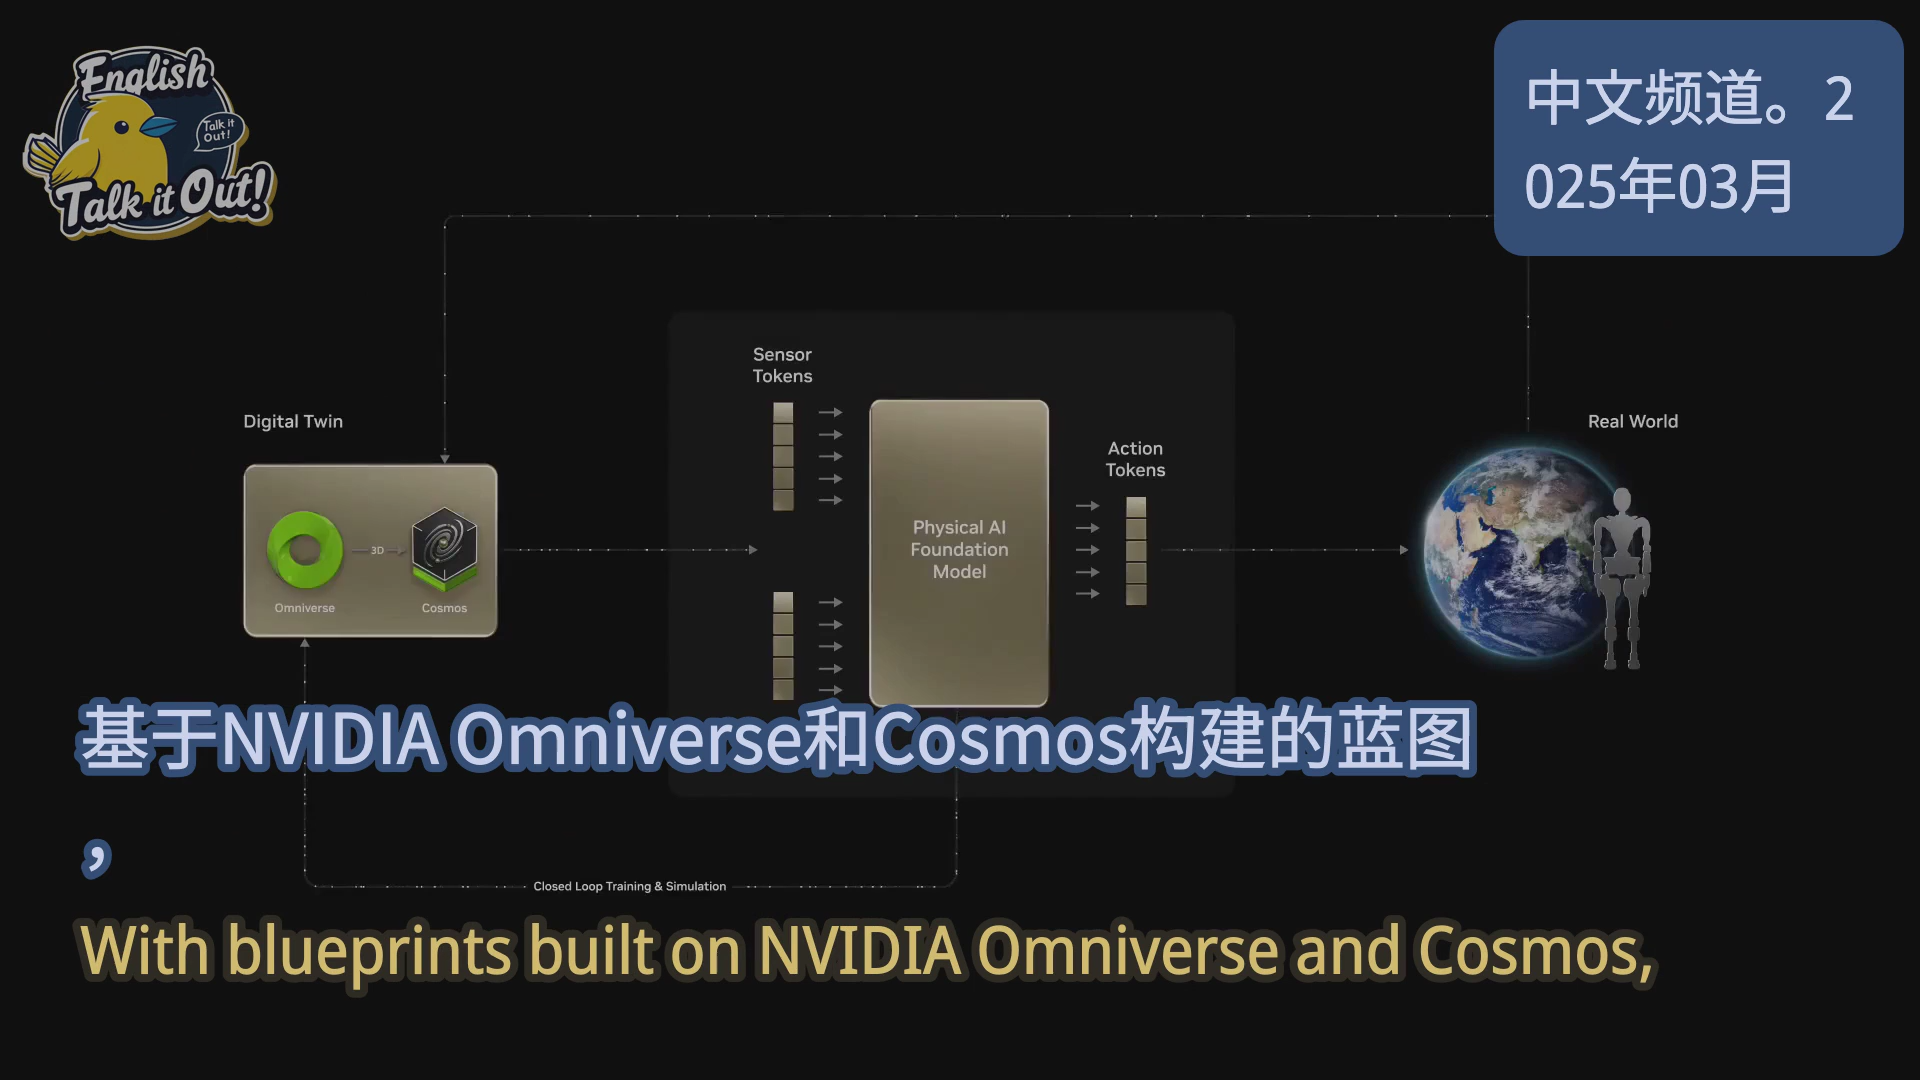 English
Talk it
Out!
Talk it Out!
中文频道。2
025年03月
Sensor
Tokens
Digital Twin
Action
Tokens
Real World
Physical AI
Foundation
Model
3D
Omniverse
Cosmos
基于NVIDIA Omniverse和Cosmos构建的蓝图
，
Closed Loop Training & Simulation
With blueprints built on NVIDIA Omniverse and Cosmos,